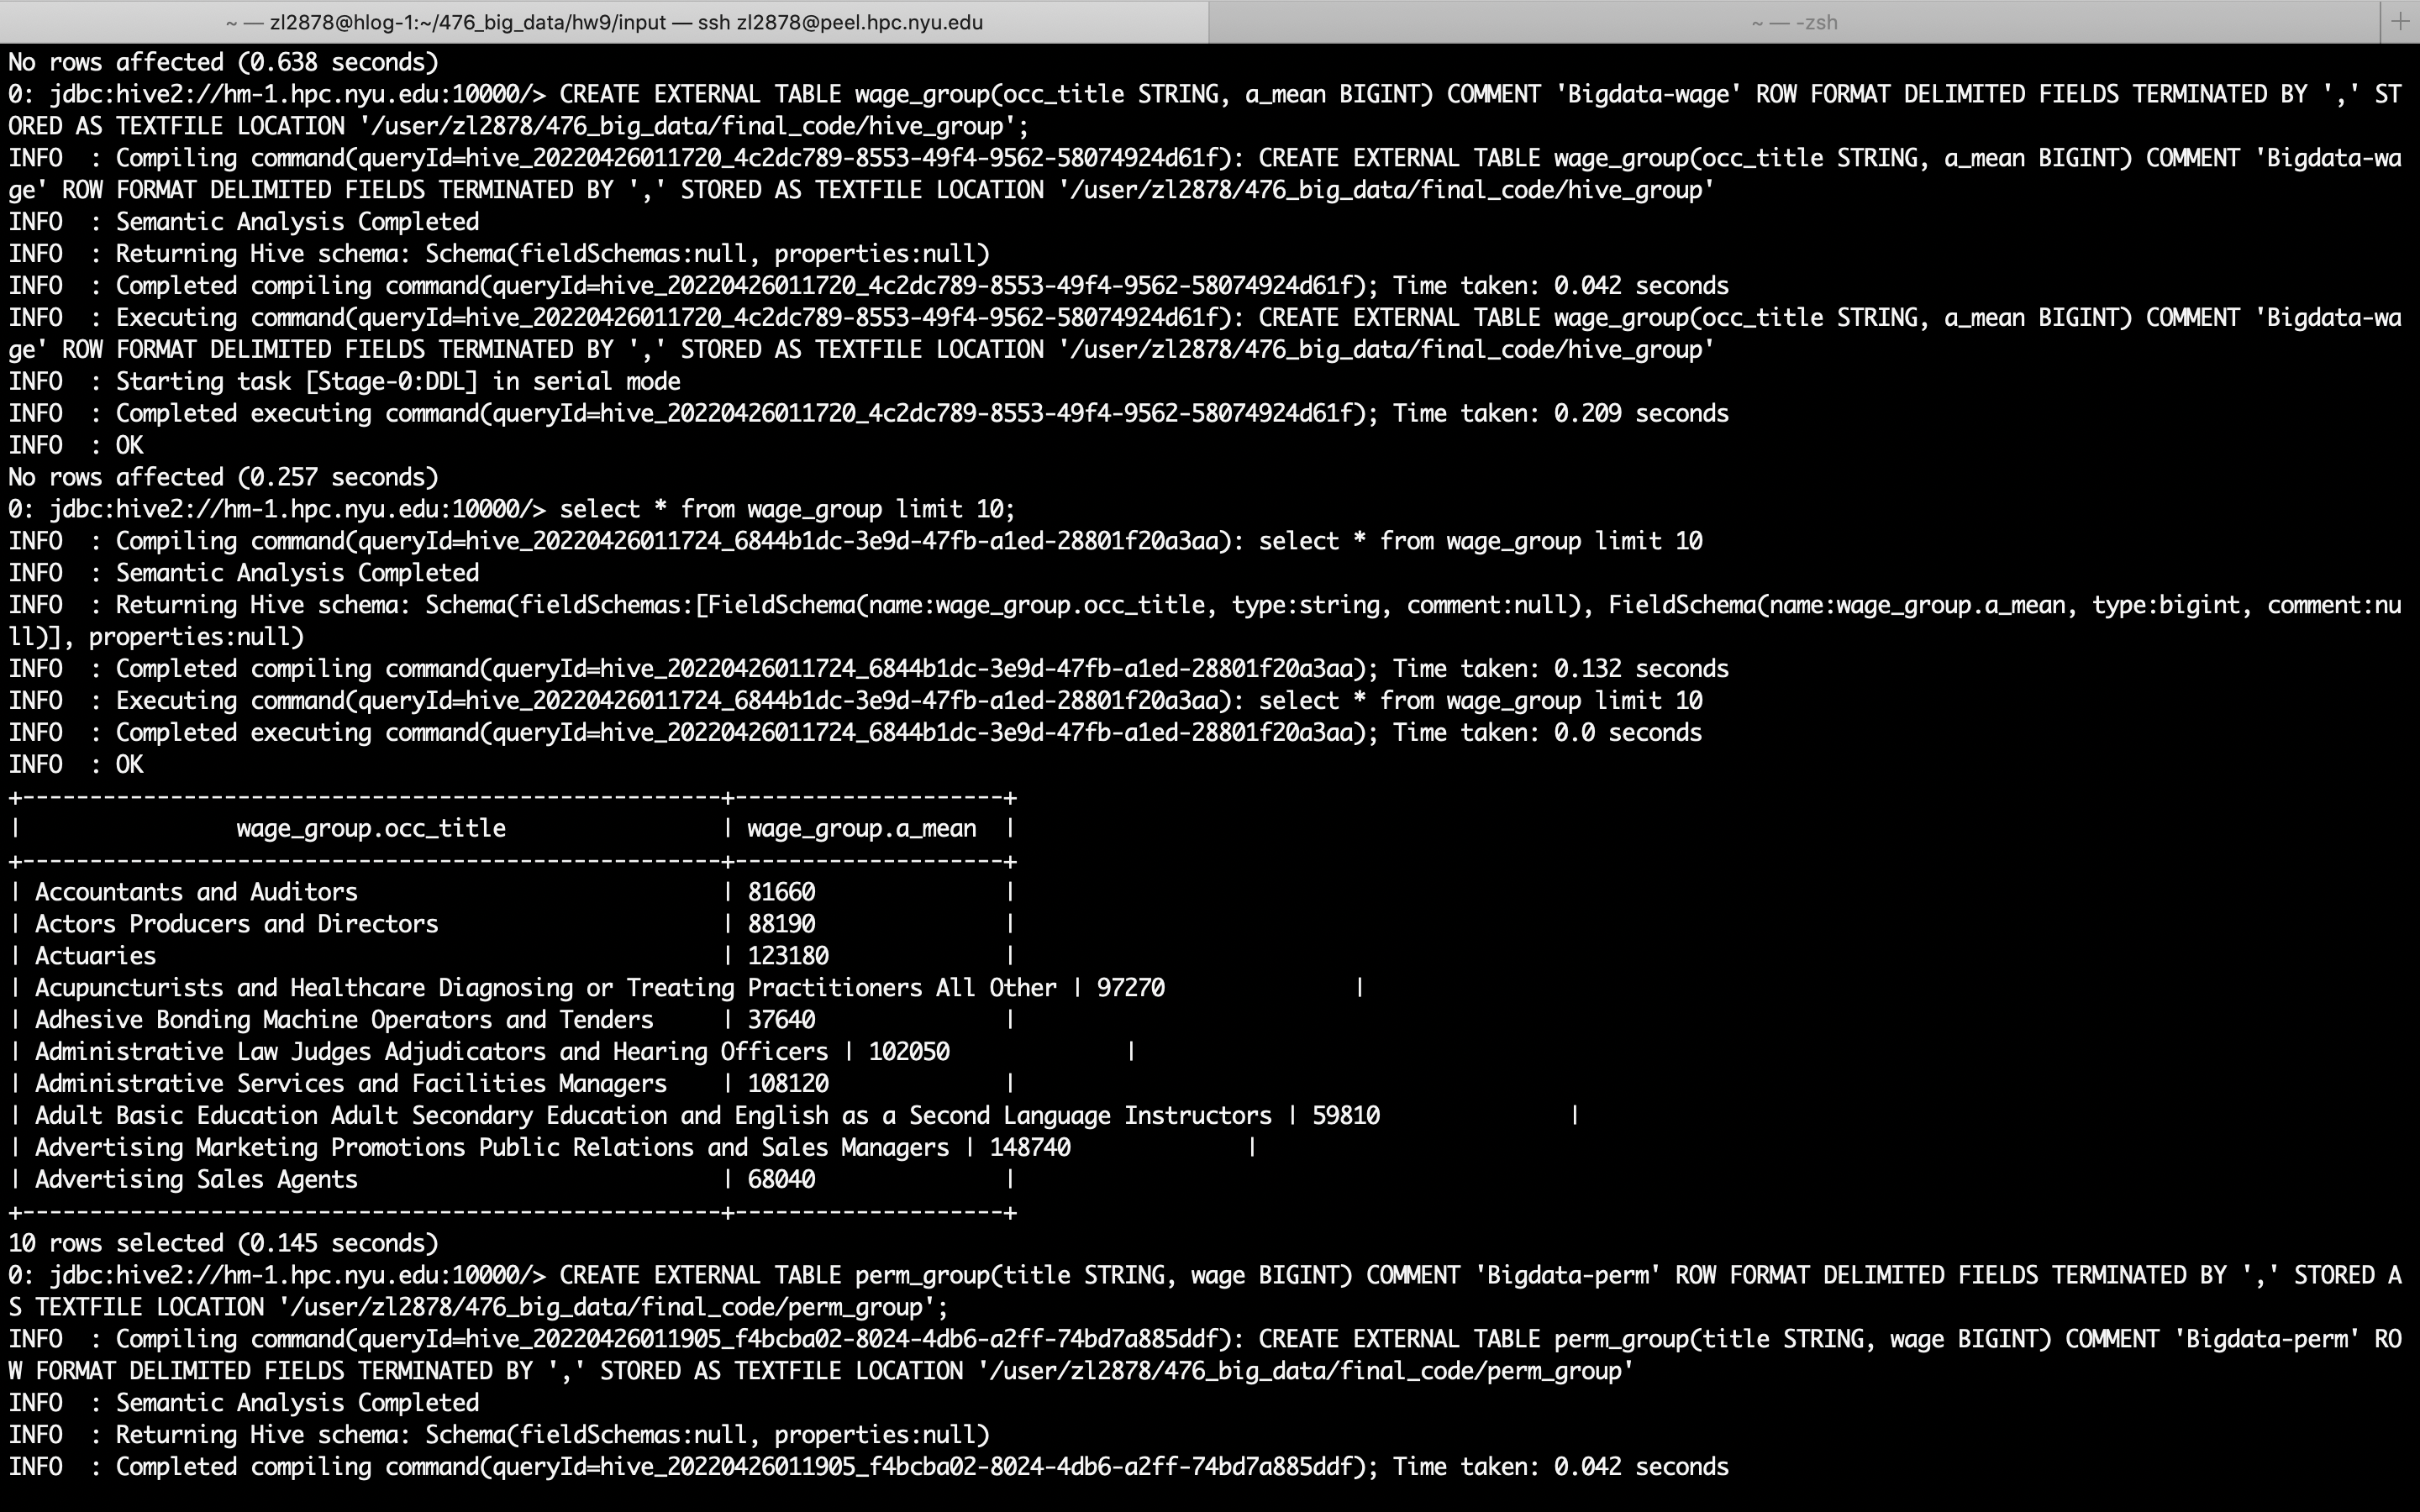 ~ — zl2878@hlog-1:~/476_big_data/hw9/input — ssh zl2878@peel.hpc.nyu.edu
~ — -zsh
No rows affected (0.638 seconds)
0: jdbc:hive2://hm-1.hpc.nyu.edu:10000/> CREATE EXTERNAL TABLE wage_group(occ_title STRING, a_mean BIGINT) COMMENT 'Bigdata-wage' ROW FORMAT DELIMITED FIELDS TERMINATED BY ',' ST
ORED AS TEXTFILE LOCATION '/user/zl2878/476_big_data/final_code/hive_group';
INFO  : Compiling command(queryId=hive_20220426011720_4c2dc789-8553-49f4-9562-58074924d61f): CREATE EXTERNAL TABLE wage_group(occ_title STRING, a_mean BIGINT) COMMENT 'Bigdata-wa
ge' ROW FORMAT DELIMITED FIELDS TERMINATED BY ',' STORED AS TEXTFILE LOCATION '/user/zl2878/476_big_data/final_code/hive_group'
INFO  : Semantic Analysis Completed
INFO  : Returning Hive schema: Schema(fieldSchemas:null, properties:null)
INFO  : Completed compiling command(queryId=hive_20220426011720_4c2dc789-8553-49f4-9562-58074924d61f); Time taken: 0.042 seconds
INFO  : Executing command(queryId=hive_20220426011720_4c2dc789-8553-49f4-9562-58074924d61f): CREATE EXTERNAL TABLE wage_group(occ_title STRING, a_mean BIGINT) COMMENT 'Bigdata-wa
ge' ROW FORMAT DELIMITED FIELDS TERMINATED BY ',' STORED AS TEXTFILE LOCATION '/user/zl2878/476_big_data/final_code/hive_group'
INFO  : Starting task [Stage-0:DDL] in serial mode
INFO  : Completed executing command(queryId=hive_20220426011720_4c2dc789-8553-49f4-9562-58074924d61f); Time taken: 0.209 seconds
INFO  : OK
No rows affected (0.257 seconds)
0: jdbc:hive2://hm-1.hpc.nyu.edu:10000/> select * from wage_group limit 10;
INFO  : Compiling command(queryId=hive_20220426011724_6844b1dc-3e9d-47fb-a1ed-28801f20a3aa): select * from wage_group limit 10
INFO  : Semantic Analysis Completed
INFO  : Returning Hive schema: Schema(fieldSchemas:[FieldSchema(name:wage_group.occ_title, type:string, comment:null), FieldSchema(name:wage_group.a_mean, type:bigint, comment:nu
ll)], properties:null)
INFO  : Completed compiling command(queryId=hive_20220426011724_6844b1dc-3e9d-47fb-a1ed-28801f20a3aa); Time taken: 0.132 seconds
INFO  : Executing command(queryId=hive_20220426011724_6844b1dc-3e9d-47fb-a1ed-28801f20a3aa): select * from wage_group limit 10
INFO  : Completed executing command(queryId=hive_20220426011724_6844b1dc-3e9d-47fb-a1ed-28801f20a3aa); Time taken: 0.0 seconds
INFO  : OK
+----------------------------------------------------+--------------------+
|                wage_group.occ_title                | wage_group.a_mean  |
+----------------------------------------------------+--------------------+
| Accountants and Auditors                           | 81660              |
| Actors Producers and Directors                     | 88190              |
| Actuaries                                          | 123180             |
| Acupuncturists and Healthcare Diagnosing or Treating Practitioners All Other | 97270              |
| Adhesive Bonding Machine Operators and Tenders     | 37640              |
| Administrative Law Judges Adjudicators and Hearing Officers | 102050             |
| Administrative Services and Facilities Managers    | 108120             |
| Adult Basic Education Adult Secondary Education and English as a Second Language Instructors | 59810              |
| Advertising Marketing Promotions Public Relations and Sales Managers | 148740             |
| Advertising Sales Agents                           | 68040              |
+----------------------------------------------------+--------------------+
10 rows selected (0.145 seconds)
0: jdbc:hive2://hm-1.hpc.nyu.edu:10000/> CREATE EXTERNAL TABLE perm_group(title STRING, wage BIGINT) COMMENT 'Bigdata-perm' ROW FORMAT DELIMITED FIELDS TERMINATED BY ',' STORED A
S TEXTFILE LOCATION '/user/zl2878/476_big_data/final_code/perm_group';
INFO  : Compiling command(queryId=hive_20220426011905_f4bcba02-8024-4db6-a2ff-74bd7a885ddf): CREATE EXTERNAL TABLE perm_group(title STRING, wage BIGINT) COMMENT 'Bigdata-perm' RO
W FORMAT DELIMITED FIELDS TERMINATED BY ',' STORED AS TEXTFILE LOCATION '/user/zl2878/476_big_data/final_code/perm_group'
INFO  : Semantic Analysis Completed
INFO  : Returning Hive schema: Schema(fieldSchemas:null, properties:null)
INFO  : Completed compiling command(queryId=hive_20220426011905_f4bcba02-8024-4db6-a2ff-74bd7a885ddf); Time taken: 0.042 seconds